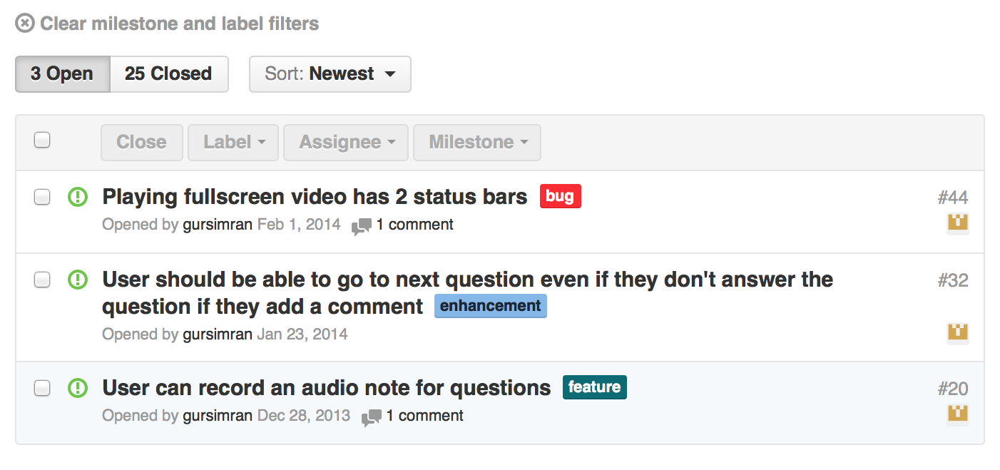 Clear milestone and label filters
3 Open 25 Closed Sort: Newest
Close Label Assignee Milestone
Playing fullscreen video has 2 status bars bug #44
Opened by gursimran Feb 1, 2014 1 comment
User should be able to go to next question even if they don't answer the #32
question if they add a comment enhancement
Opened by gursimran Jan 23, 2014
User can record an audio note for questions feature #20
Opened by gursimran Dec 28, 2013 1 comment